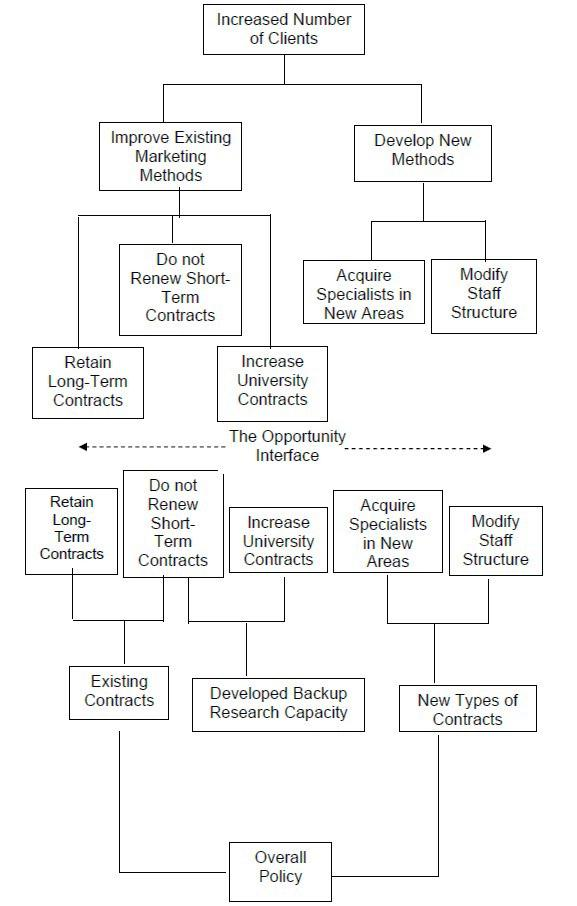 Increased Number
of Clients
Improve Existing
Marketing
Methods
Develop New
Methods
Do not
Renew Short-
Term
Contracts
Acquire
Specialists in
New Areas
Modify
Staff
Structure
Retain
Long-Term
Contracts
Increase
University
Contracts
The Opportunity
Interface
Retain
Long-
Term
Contracts
Do not
Renew
Short-
Term
Contracts
Increase
University
Contracts
Acquire
Specialists
in New
Areas
Modify
Staff
Structure
Existing
Contracts
Developed Backup
Research Capacity
New Types of
Contracts
Overall
Policy